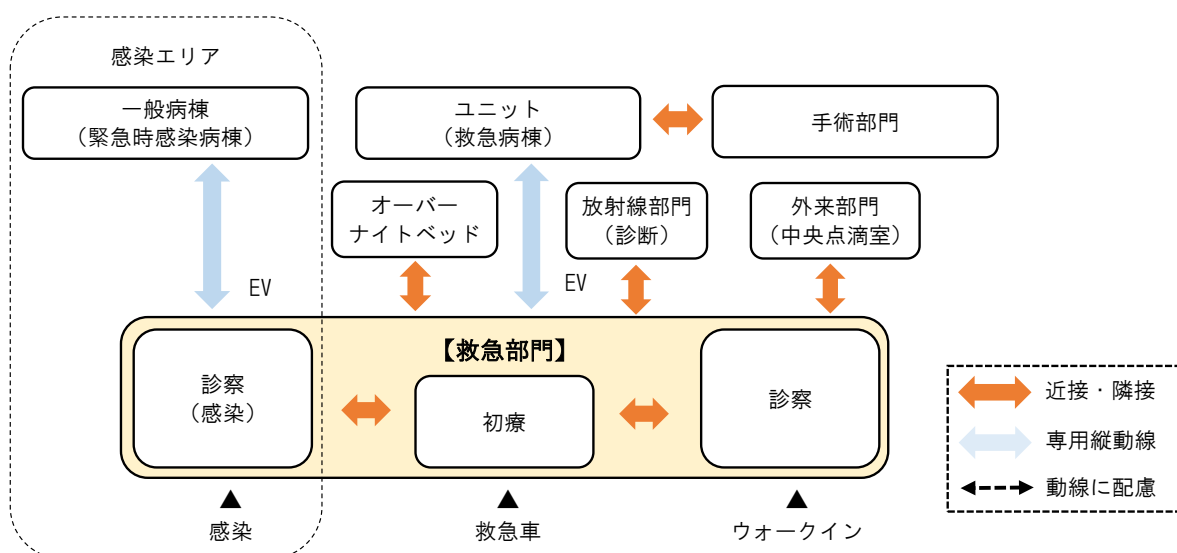 感染エリア
一般病棟
（緊急時感染病棟）
ユニット
（救急病棟）
手術部門
オーバー
ナイトベッド
放射線部門
（診断）
外来部門
（中央点滴室）
EV
EV
【救急部門】
診察
（感染）
初療
診察
近接・隣接
専用縦動線
動線に配慮
感染
救急車
ウォークイン